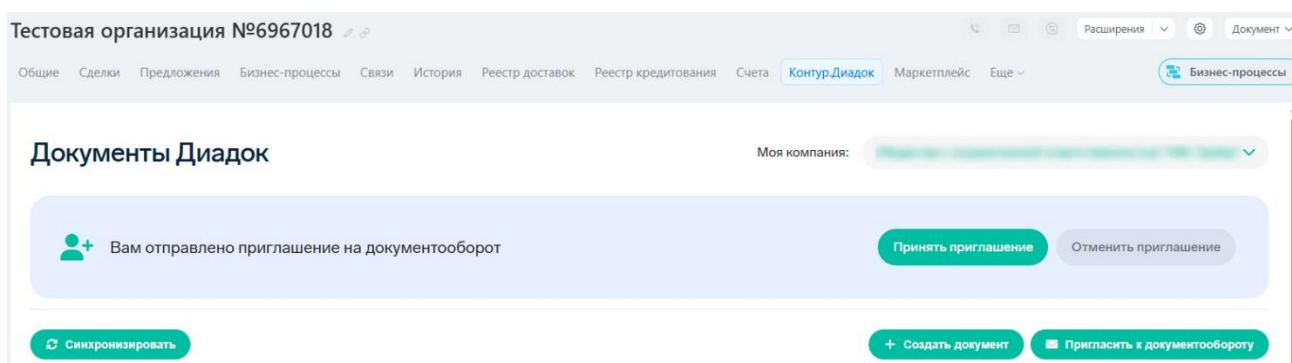 Тестовая организация №6967018
Расширения
Документ
Общие Сделки Предложения Бизнес-процессы Связи История Реестр доставок Реестр кредитования Счета Контур.Диадок Маркетплейс Еще
Бизнес-процессы
Документы Диадок
Моя компания:
Вам отправлено приглашение на документооборот
Принять приглашение
Отменить приглашение
Синхронизировать
+ Создать документ
Пригласить к документообороту